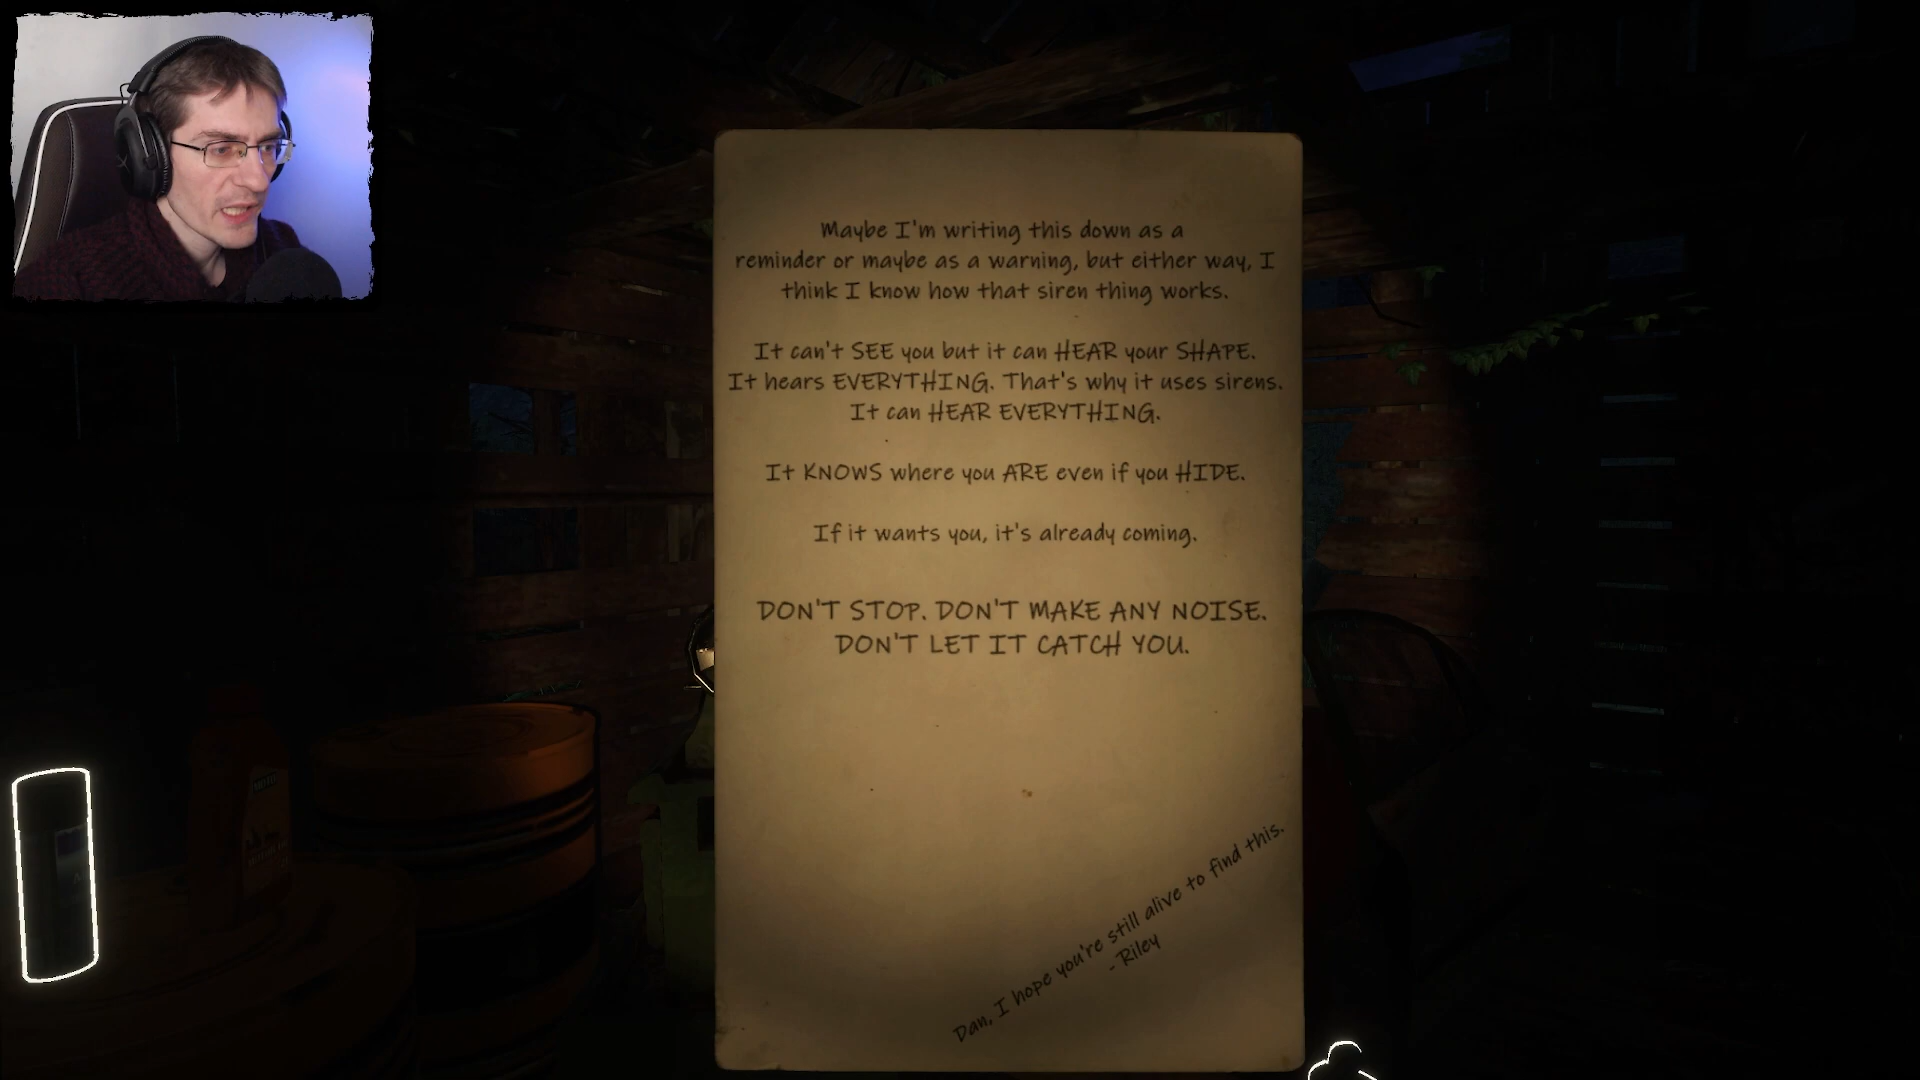 Maybe I'm writing this down as a
reminder or maybe as a warning, but either way, I
think I know how that siren thing works.
It can't SEE you but it can HEAR your SHAPE.
It hears EVERYTHING. That's why it uses sirens.
It can HEAR EVERYTHING.
It KNOWS where you ARE even if you HIDE.
If it wants you, it's already coming.
DON'T STOP. DON'T MAKE ANY NOISE.
DON'T LET IT CATCH YOU.
Dan, I hope you're still alive to find this.
- Riley